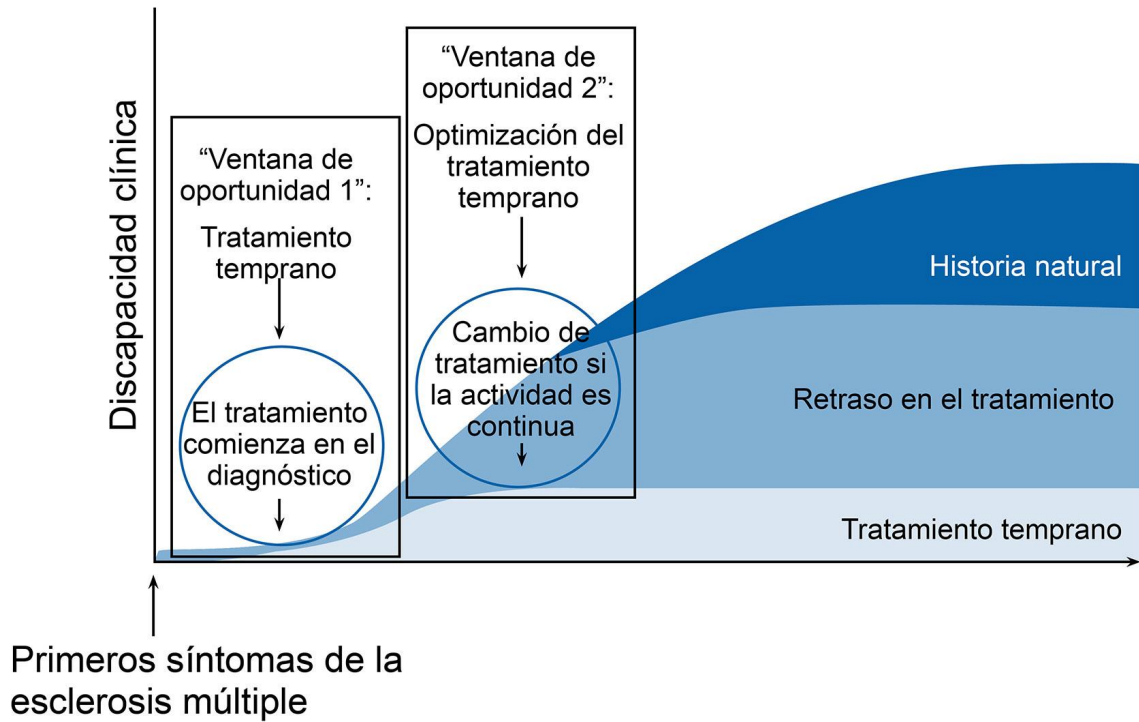 Discapacidad clínica
“Ventana de
oportunidad 1”:
Tratamiento
temprano
El tratamiento
comienza en el
diagnóstico
“Ventana de
oportunidad 2”:
Optimización del
tratamiento
temprano
Cambio de
tratamiento si
la actividad es
continua
Historia natural
Retraso en el tratamiento
Tratamiento temprano
Primeros síntomas de la
esclerosis múltiple